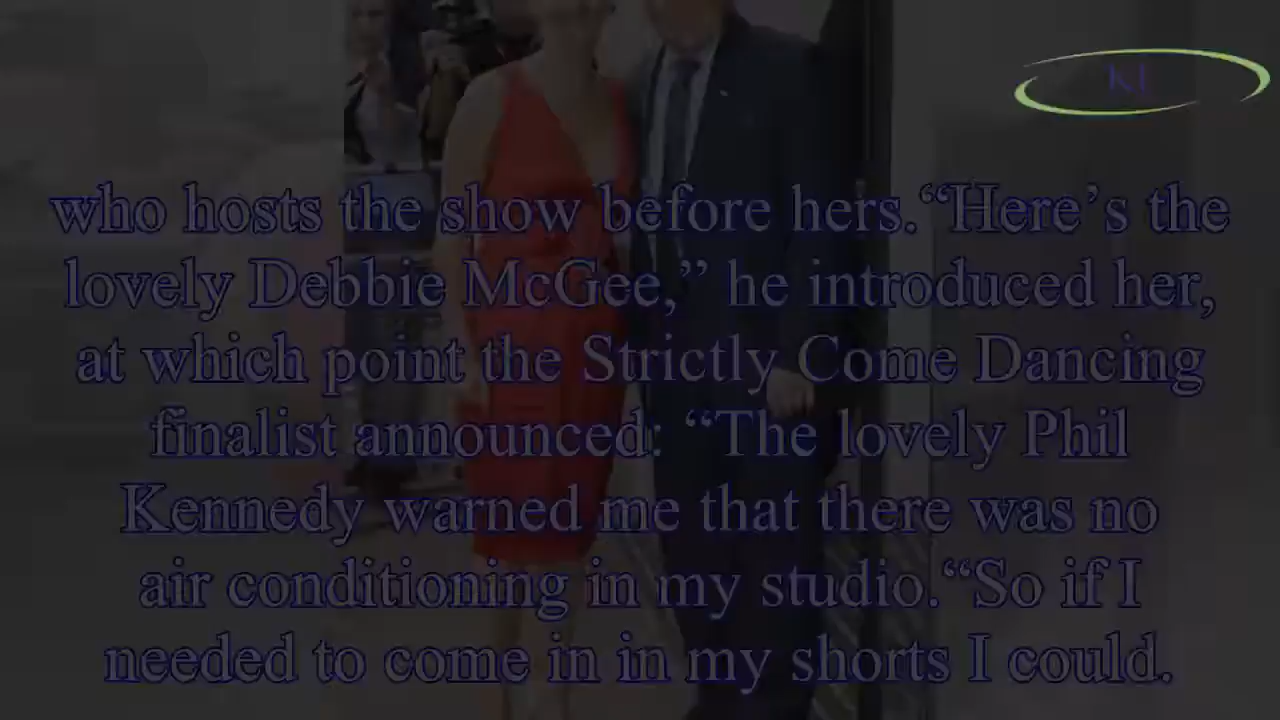 KL
who hosts the show before hers.“Here’s the
lovely Debbie McGee,” he introduced her,
at which point the Strictly Come Dancing
finalist announced: “The lovely Phil
Kennedy warned me that there was no
air conditioning in my studio.“So if I
needed to come in in my shorts I could.